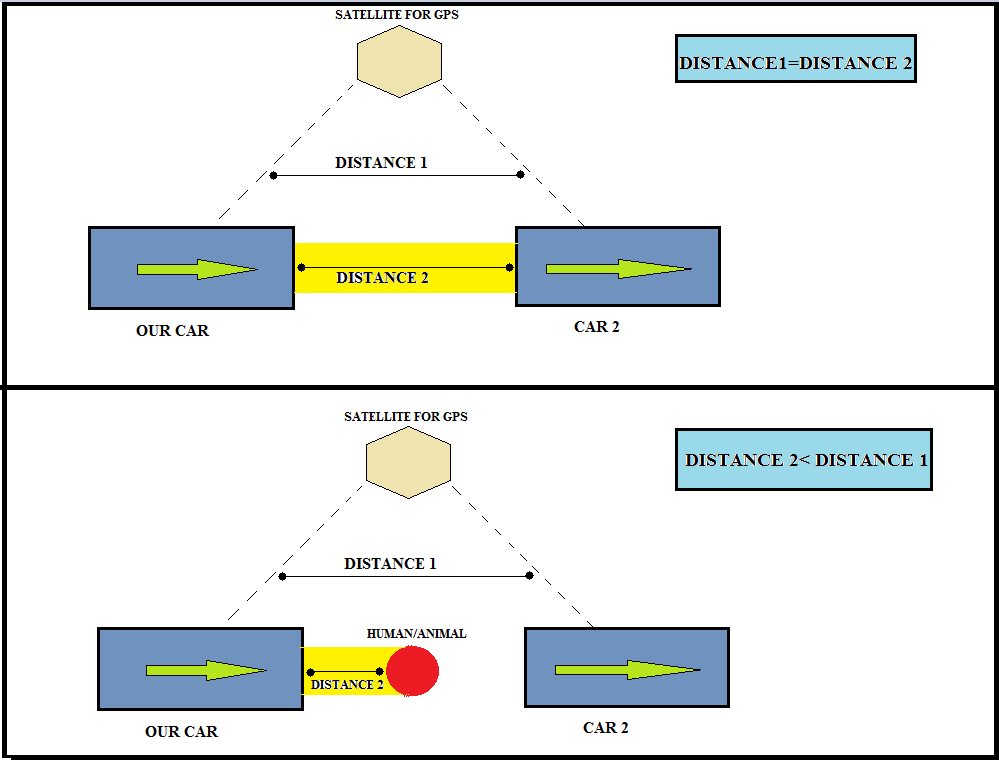 SATELLITE FOR GPS
DISTANCE1=DISTANCE 2
DISTANCE 1
DISTANCE 2
OUR CAR
CAR 2
SATELLITE FOR GPS
DISTANCE 2< DISTANCE 1
DISTANCE 1
HUMAN/ANIMAL
DISTANCE 2
OUR CAR
CAR 2